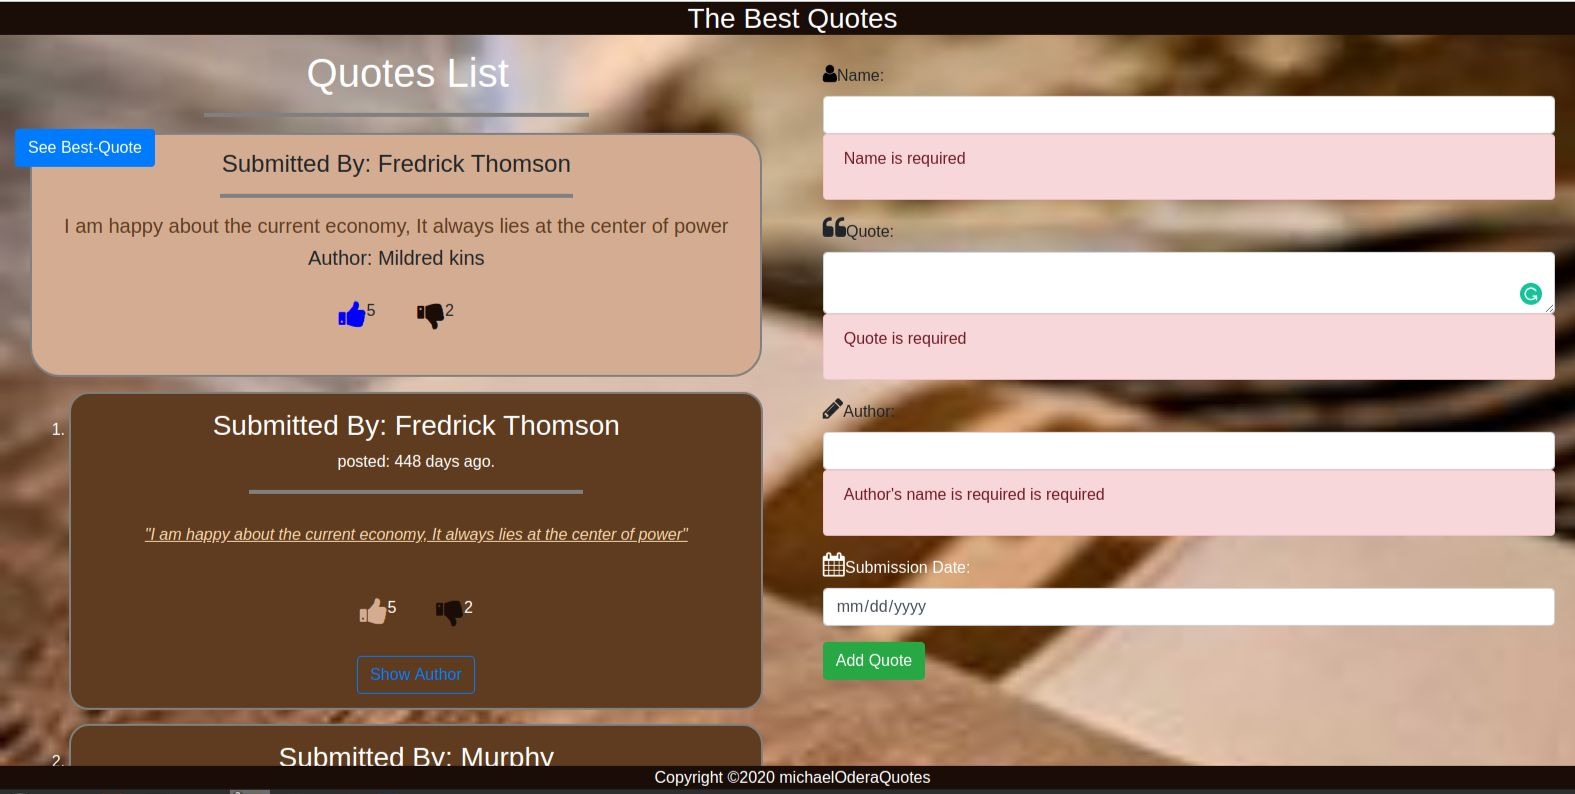 The Best Quotes
Quotes List
See Best-Quote
Submitted By: Fredrick Thomson
I am happy about the current economy, It always lies at the center of power
Author: Mildred kins
5 2
1.
Submitted By: Fredrick Thomson
posted: 448 days ago.
"I am happy about the current economy, It always lies at the center of power"
5 2
Show Author
2.
Submitted By: Murphy
Name:
Name is required
Quote:
Quote is required
Author:
Author's name is required is required
Submission Date:
mm/dd/yyyy
Add Quote
Copyright ©2020 michaelOderaQuotes